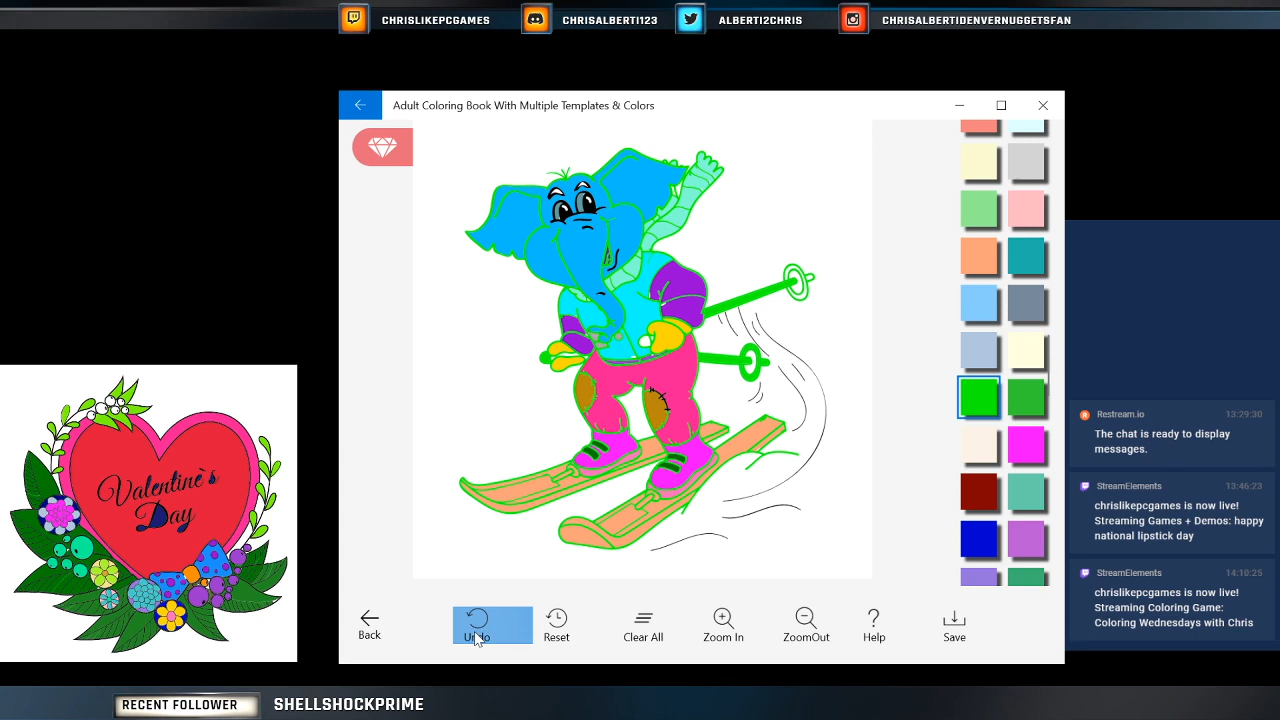 CHRISLIKEPCGAMES
CHRISALBERTI123
ALBERTI2CHRIS
CHRISALBERTIDENVERNUGGETSFAN
Adult Coloring Book With Multiple Templates & Colors
Valentine`s
Day
Restream.io 13:29:30
The chat is ready to display
messages.
StreamElements 13:46:23
chrislikepcgames is now live!
Streaming Games + Demos: happy
national lipstick day
StreamElements 14:10:25
chrislikepcgames is now live!
Streaming Coloring Game:
Coloring Wednesdays with Chris
Back
Undo
Reset
Clear All
Zoom In
ZoomOut
Help
Save
RECENT FOLLOWER
SHELLSHOCKPRIME